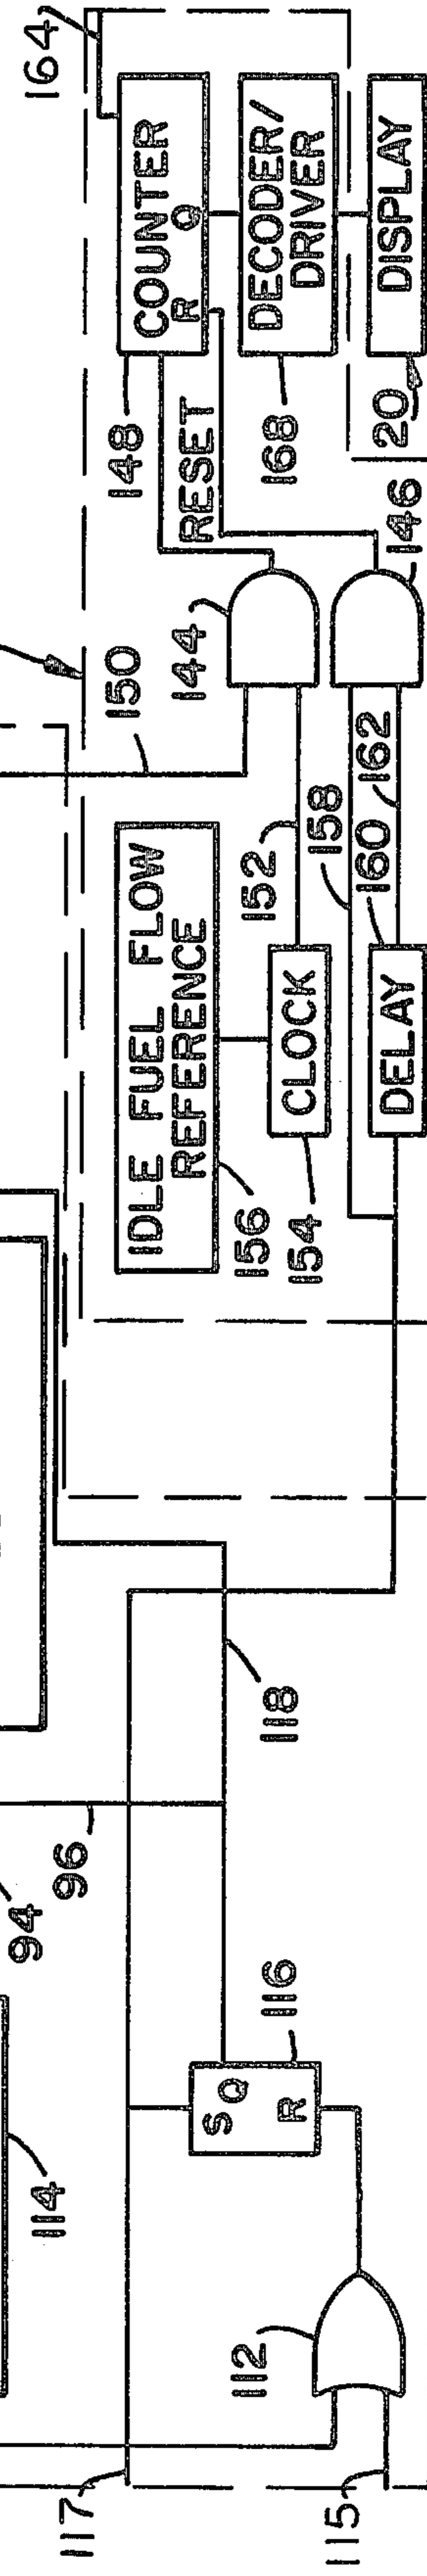 164
COUNTER
R Q
148
RESET
DECODER/
DRIVER
168
DISPLAY
20
144
146
150
IDLE FUEL FLOW
REFERENCE
156
152
CLOCK
154
158
160
162
DELAY
118
94
96
114
S
Q
R
116
112
117
115